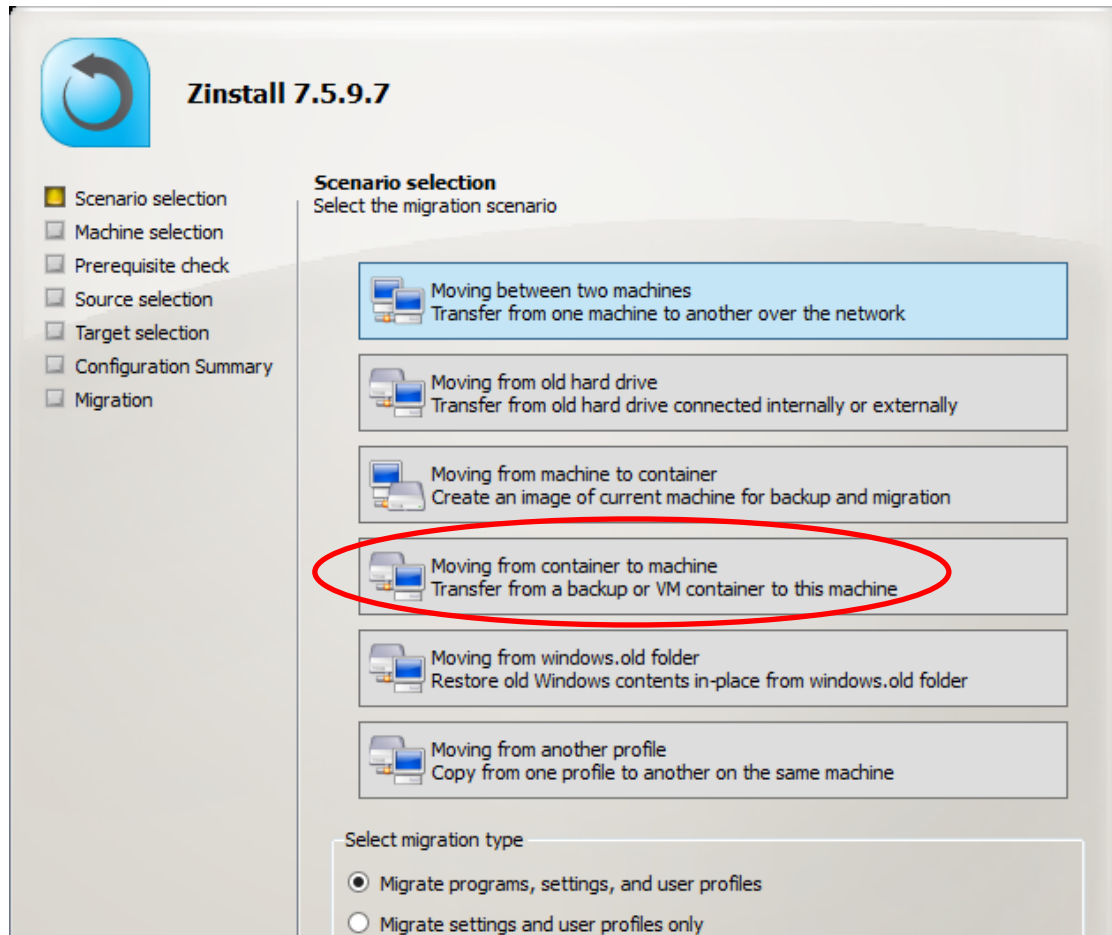 Zinstall 7.5.9.7
Scenario selection
Machine selection
Prerequisite check
Source selection
Target selection
Configuration Summary
Migration
Scenario selection
Select the migration scenario
Moving between two machines
Transfer from one machine to another over the network
Moving from old hard drive
Transfer from old hard drive connected internally or externally
Moving from machine to container
Create an image of current machine for backup and migration
Moving from container to machine
Transfer from a backup or VM container to this machine
Moving from windows.old folder
Restore old Windows contents in-place from windows.old folder
Moving from another profile
Copy from one profile to another on the same machine
Select migration type
Migrate programs, settings, and user profiles
Migrate settings and user profiles only